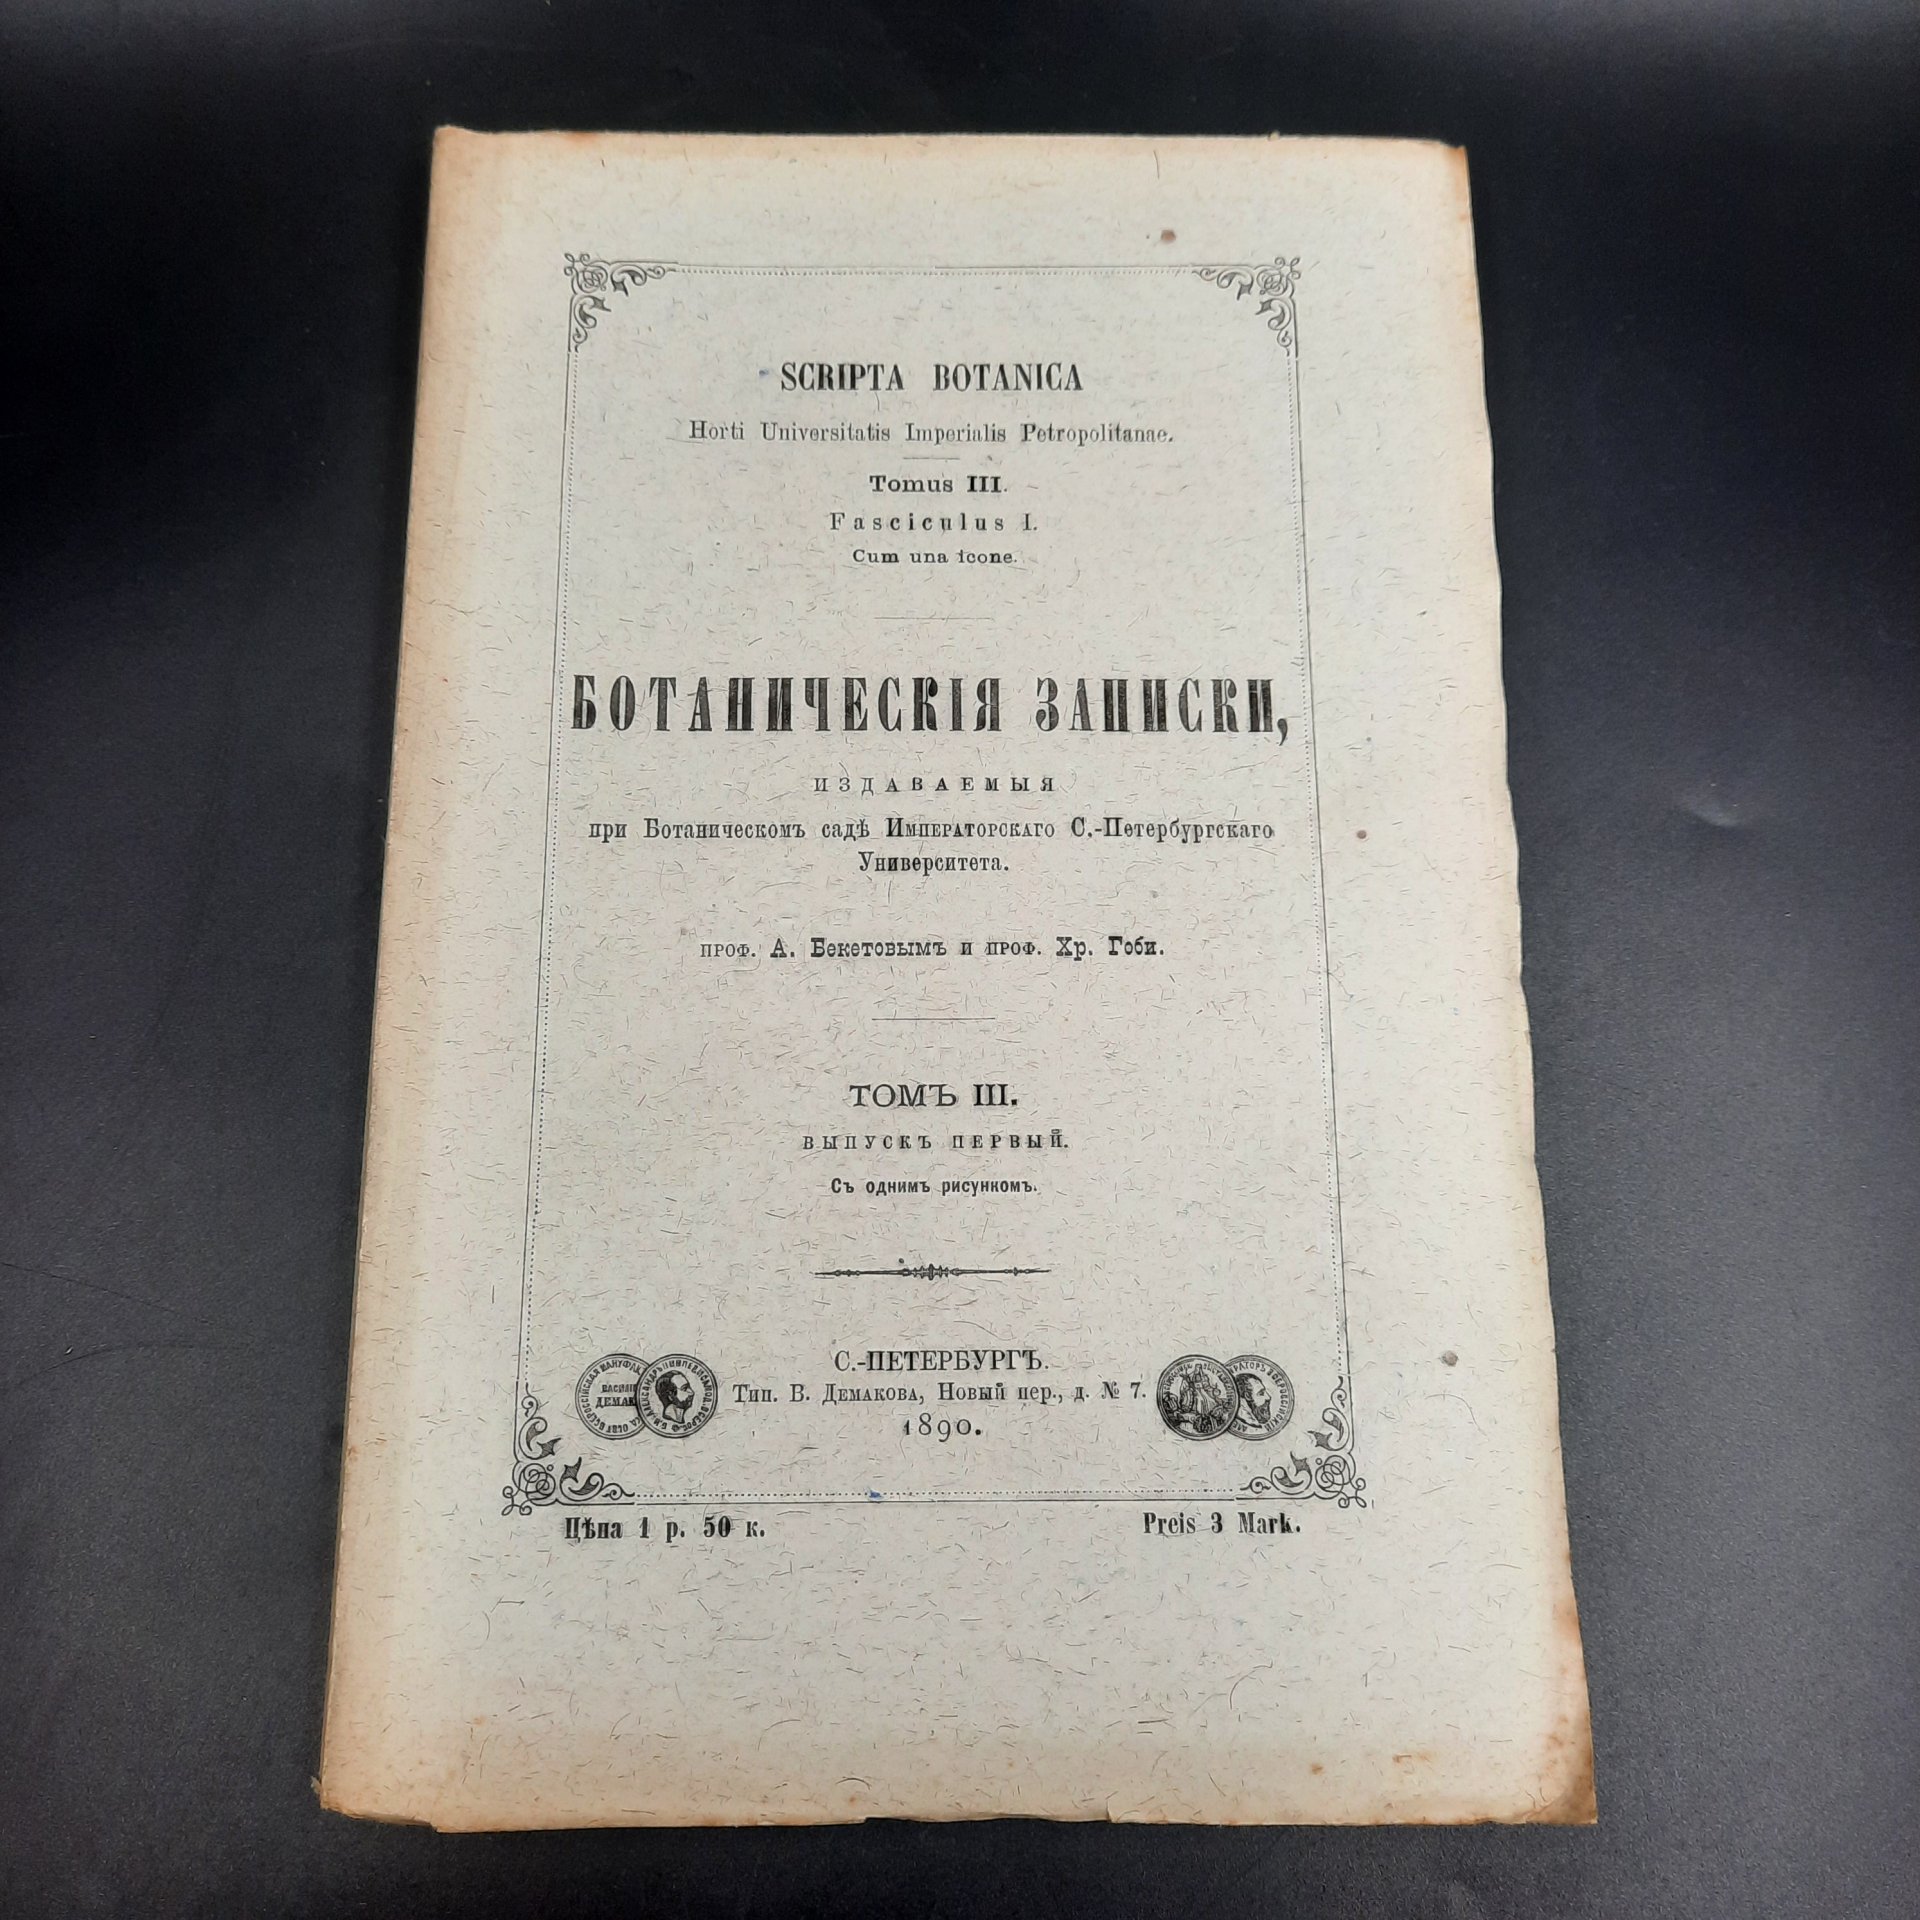 SCRIPTA BOTANICA
Horti Universitatis Imperialis Petropolitanae.
Tomus III.
Fasciculus I.
Cum una icone.
БОТАНИЧЕСКІЯ ЗАПИСКИ,
ИЗДАВАЕМЫЯ
при Ботаническомъ садѣ Императорскаго С.-Петербургскаго
Университета.
проф. А. Бекетовымъ и проф. Хр. Гоби.
ТОМЪ III.
ВЫПУСКЪ ПЕРВЫЙ.
Съ однимъ рисункомъ.
С.-ПЕТЕРБУРГЪ.
Тип. В. Демакова, Новый пер., д. № 7.
1890.
Цѣна 1 р. 50 к.
Preis 3 Mark.